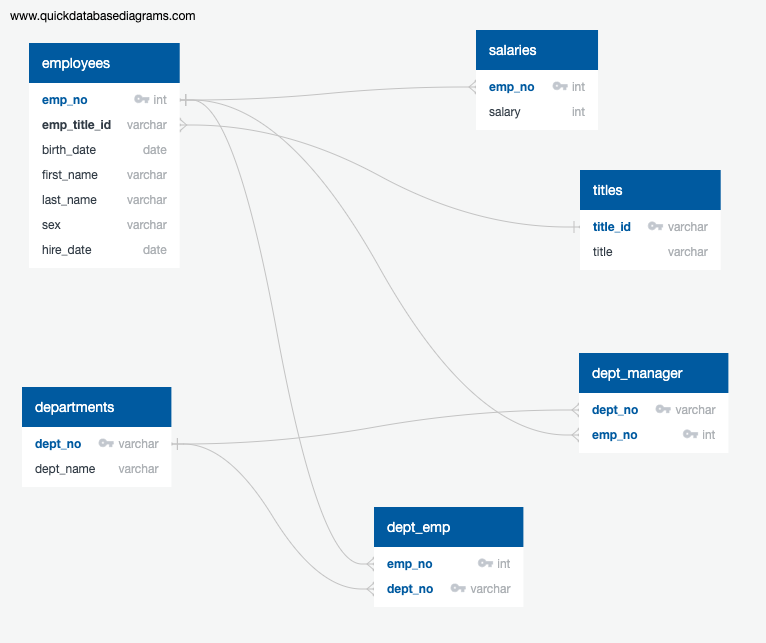 www.quickdatabasediagrams.com
employees
emp_no int
emp_title_id varchar
birth_date date
first_name varchar
last_name varchar
sex varchar
hire_date date
salaries
emp_no int
salary int
titles
title_id varchar
title varchar
dept_manager
dept_no varchar
emp_no int
departments
dept_no varchar
dept_name varchar
dept_emp
emp_no int
dept_no varchar